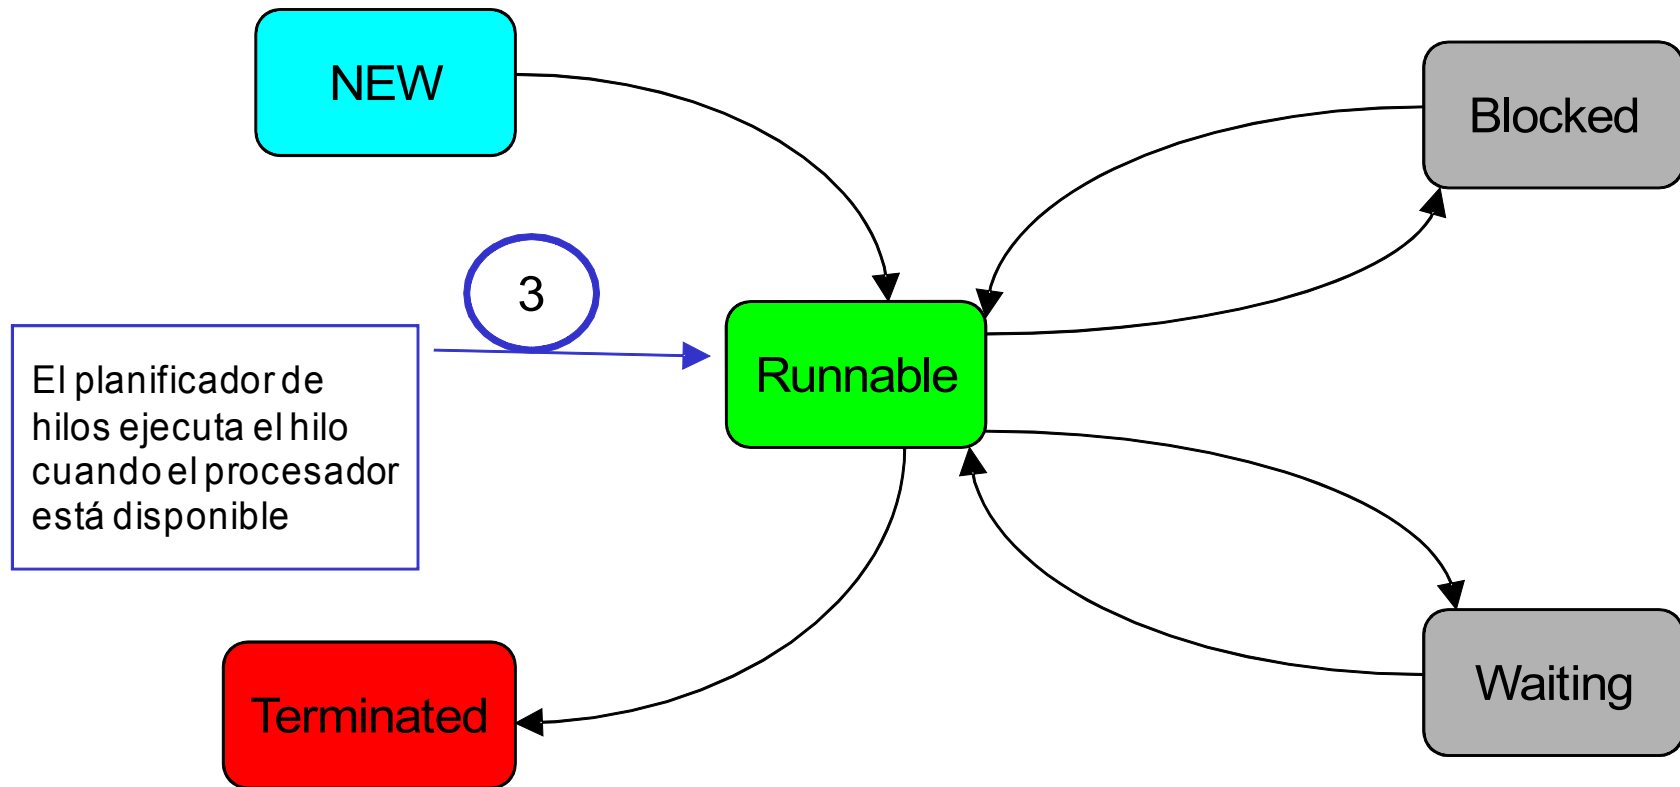 NEW
Blocked
3
El planificador de
hilos ejecuta el hilo
cuando el procesador
está disponible
Runnable
Terminated
Waiting